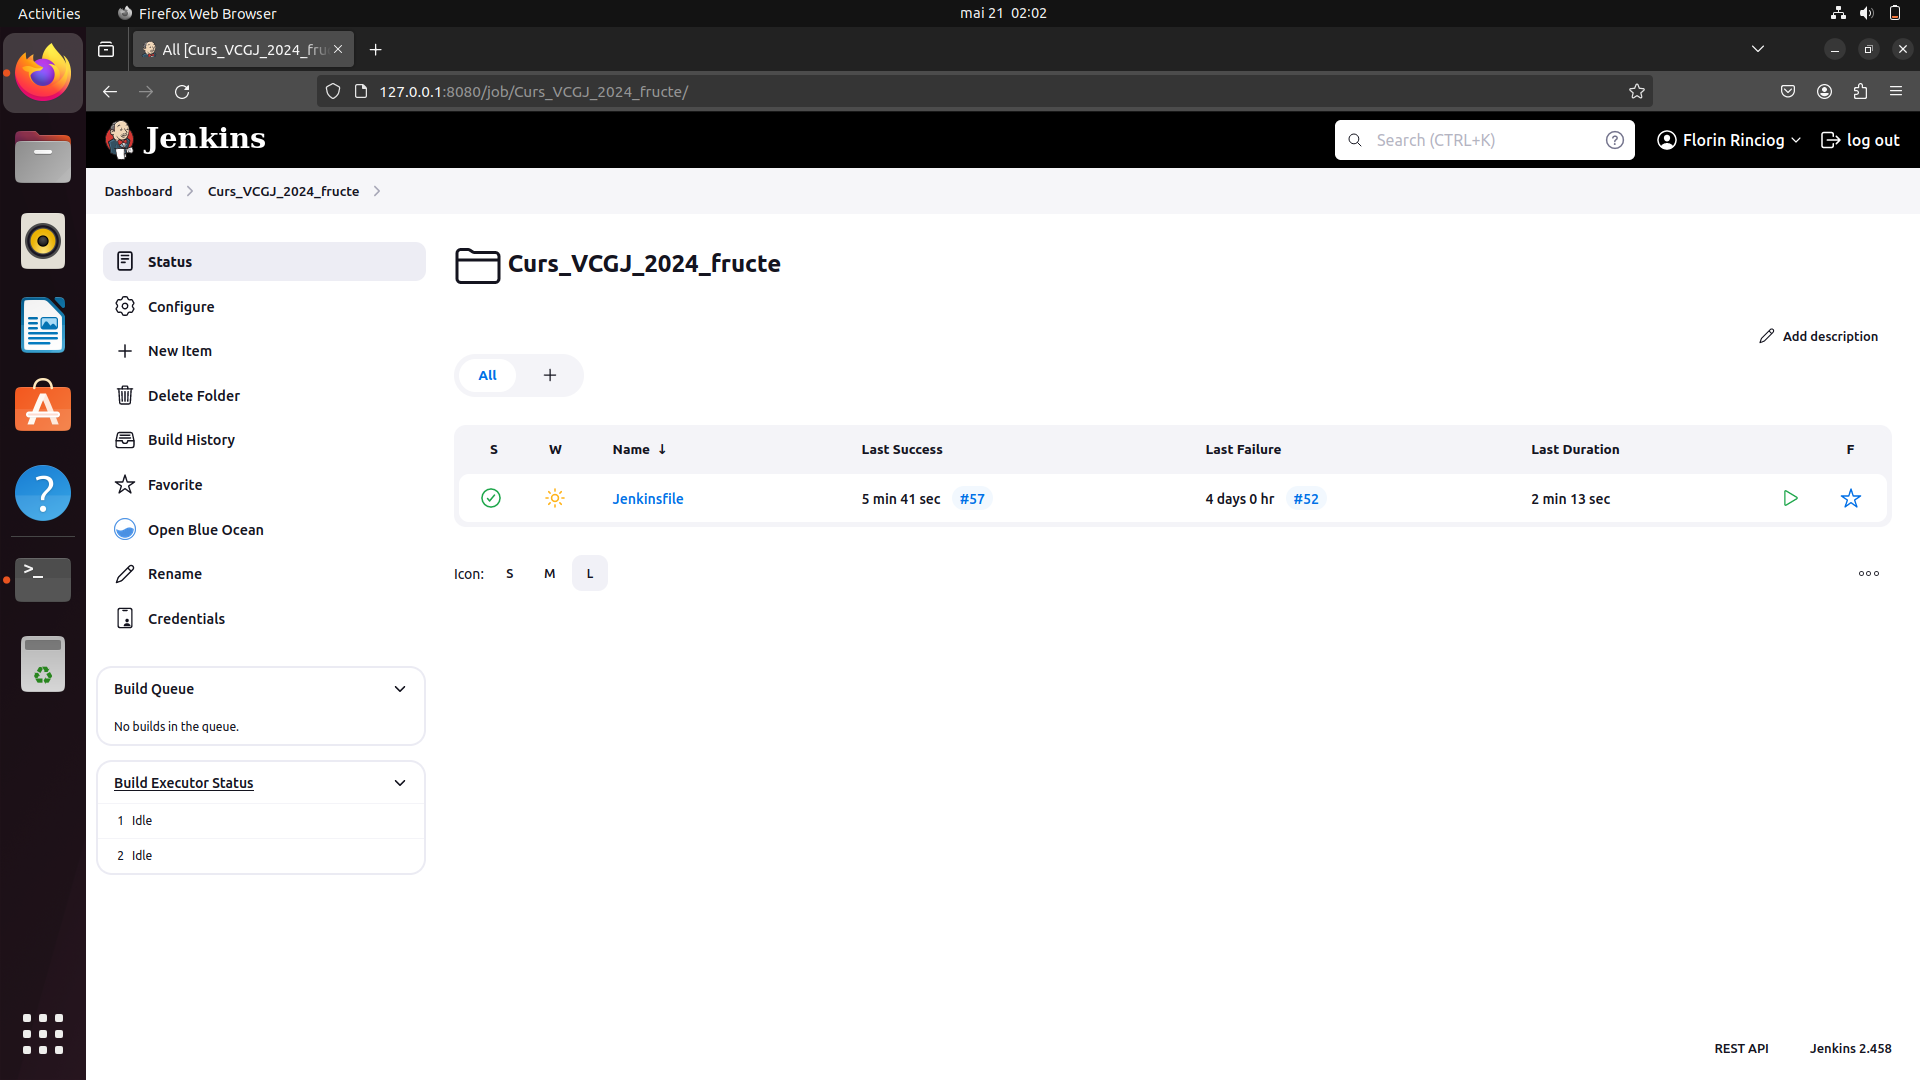 Activities
Firefox Web Browser
mai 21 02:02
All [Curs_VCGJ_2024_fru
127.0.0.1:8080/job/Curs_VCGJ_2024_fructe/
Jenkins
Search (CTRL+K)
Florin Rinciog
log out
Dashboard
Curs_VCGJ_2024_fructe
Status
Configure
New Item
Delete Folder
Build History
Favorite
Open Blue Ocean
Rename
Credentials
Build Queue
No builds in the queue.
Build Executor Status
1 Idle
2 Idle
Curs_VCGJ_2024_fructe
Add description
All
S W Name ↓ Last Success Last Failure Last Duration F
Jenkinsfile 5 min 41 sec #57 4 days 0 hr #52 2 min 13 sec
Icon: S M L
REST API
Jenkins 2.458